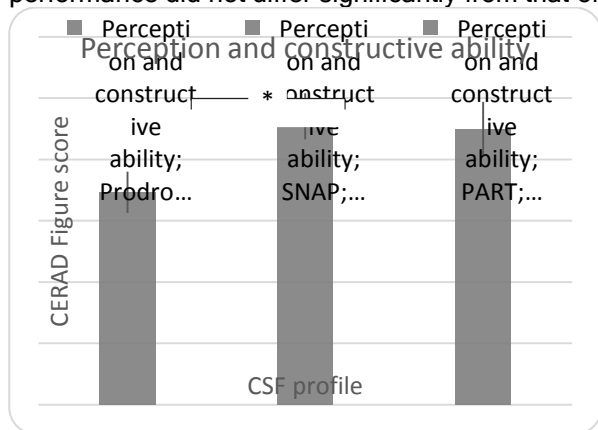 performance did not differ significantly from that of
Perception and constructive ability
Percepti
on and
construct
ive
ability;
Prodro…
Percepti
on and
construct
ive
ability;
SNAP;…
Percepti
on and
construct
ive
ability;
PART;…
*
CERAD Figure score
CSF profile